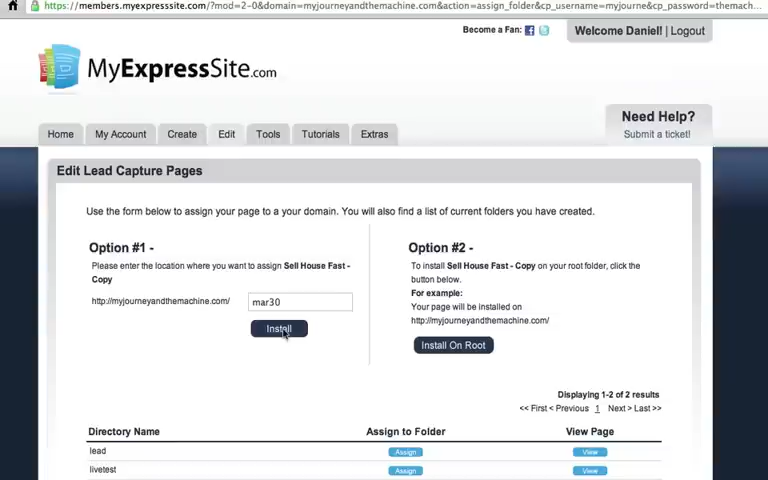 https://members.myexpresssite.com/?mod=2-0&domain=myjourneyandthemachine.com&action=assign_folder&cp_username=myjourne&cp_password=themach...
Become a Fan:
Welcome Daniel! | Logout
MyExpressSite.com
Need Help?
Submit a ticket!
Home
My Account
Create
Edit
Tools
Tutorials
Extras
Edit Lead Capture Pages
Use the form below to assign your page to a your domain. You will also find a list of current folders you have created.
Option #1 -
Please enter the location where you want to assign Sell House Fast -
Copy
http://myjourneyandthemachine.com/
mar30
Install
Option #2 -
To install Sell House Fast - Copy on your root folder, click the
button below.
For example:
Your page will be installed on
http://myjourneyandthemachine.com/
Install On Root
Displaying 1-2 of 2 results
<< First < Previous 1 Next > Last >>
Directory Name
Assign to Folder
View Page
lead
Assign
View
livetest
Assign
View